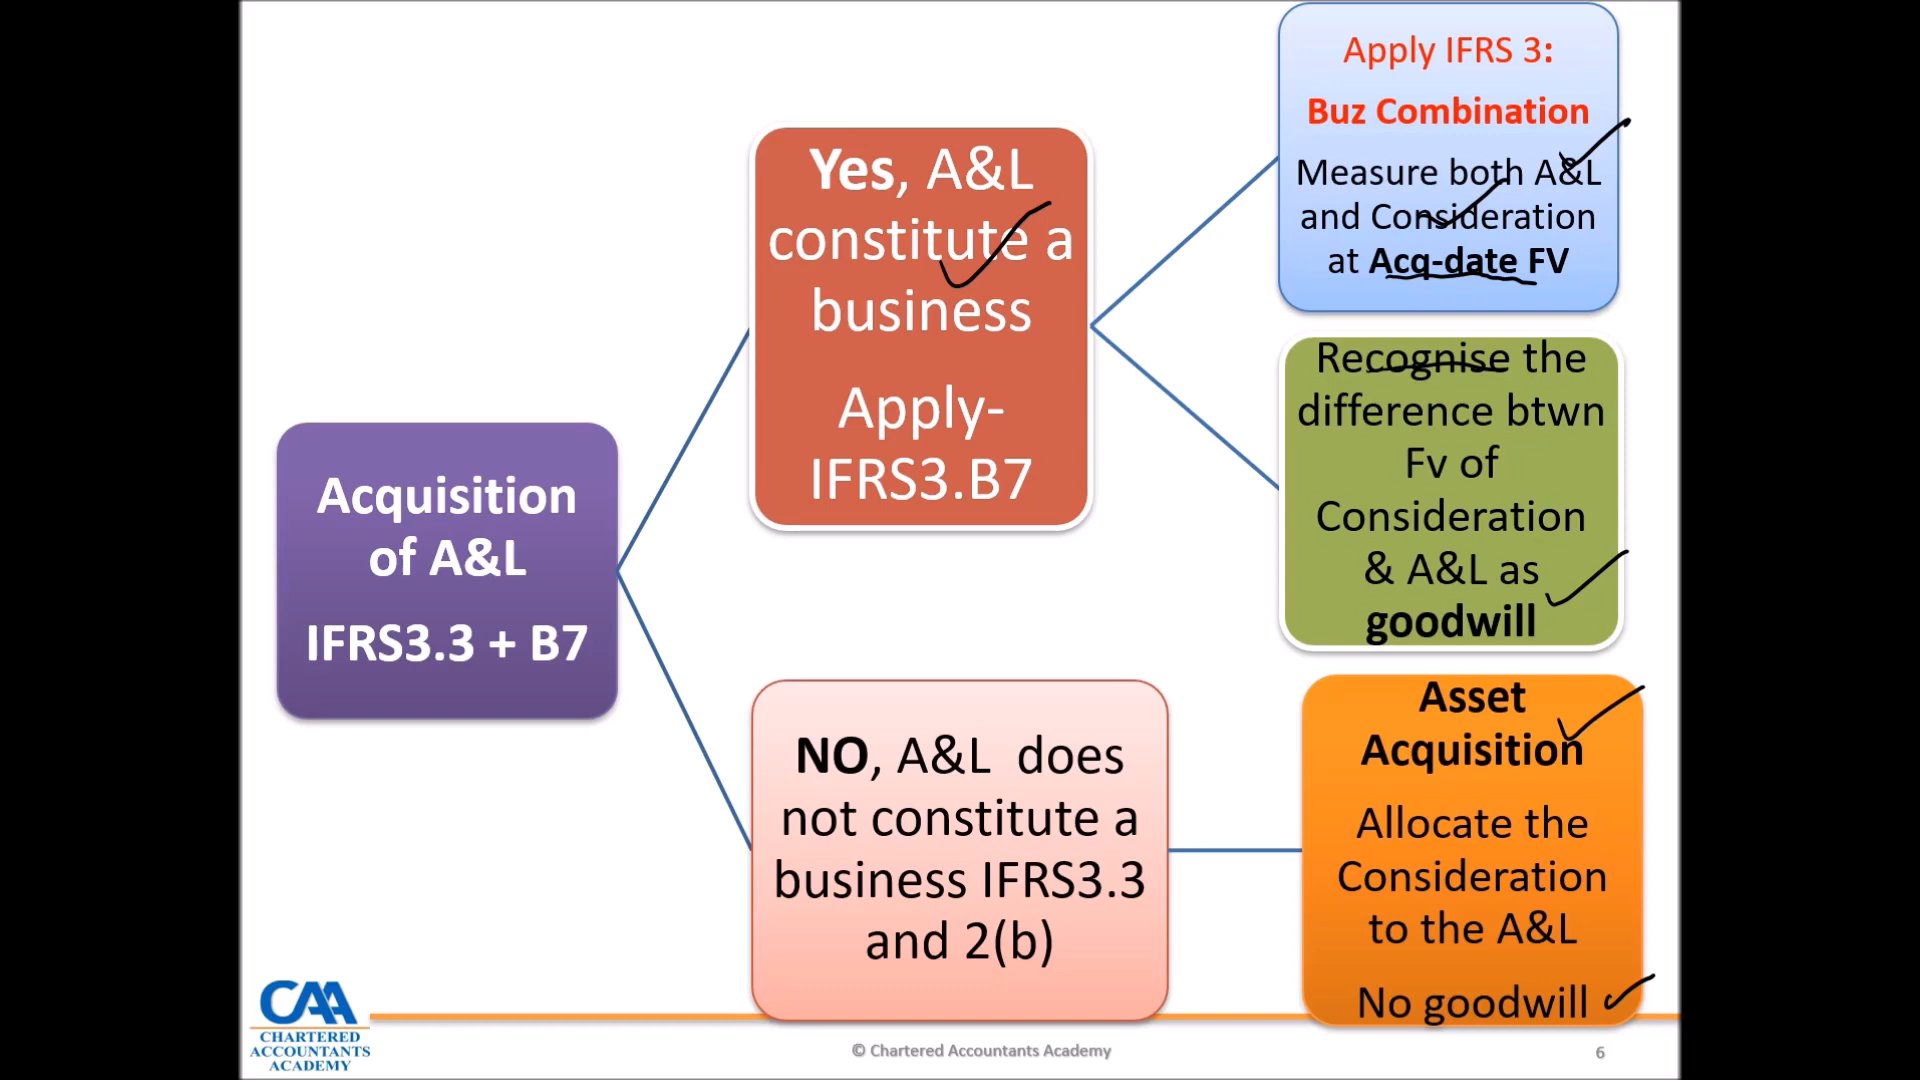 Acquisition
of A&L
IFRS3.3 + B7
Yes, A&L
constitute a
business
Apply-
IFRS3.B7
Apply IFRS 3:
Buz Combination
Measure both A&L
and Consideration
at Acq-date FV
Recognise the
difference btwn
Fv of
Consideration
& A&L as
goodwill
NO, A&L does
not constitute a
business IFRS3.3
and 2(b)
Asset
Acquisition
Allocate the
Consideration
to the A&L
No goodwill
CAA
CHARTERED
ACCOUNTANTS
ACADEMY
© Chartered Accountants Academy
6